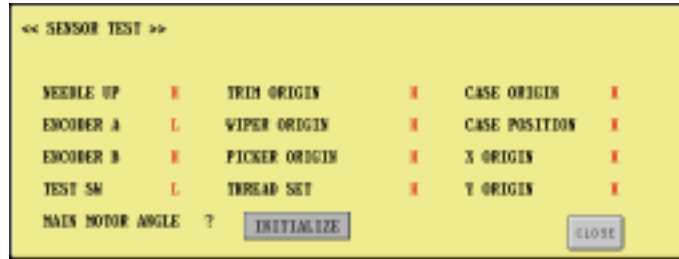 << SENSOR TEST >>
NEEDLE UP H TRIM ORIGIN H CASE ORIGIN H
ENCODER A L WIPER ORIGIN H CASE POSITION H
ENCODER B H PICKER ORIGIN H X ORIGIN H
TEST SW L THREAD SET H Y ORIGIN H
MAIN MOTOR ANGLE ? INITIALIZE CLOSE